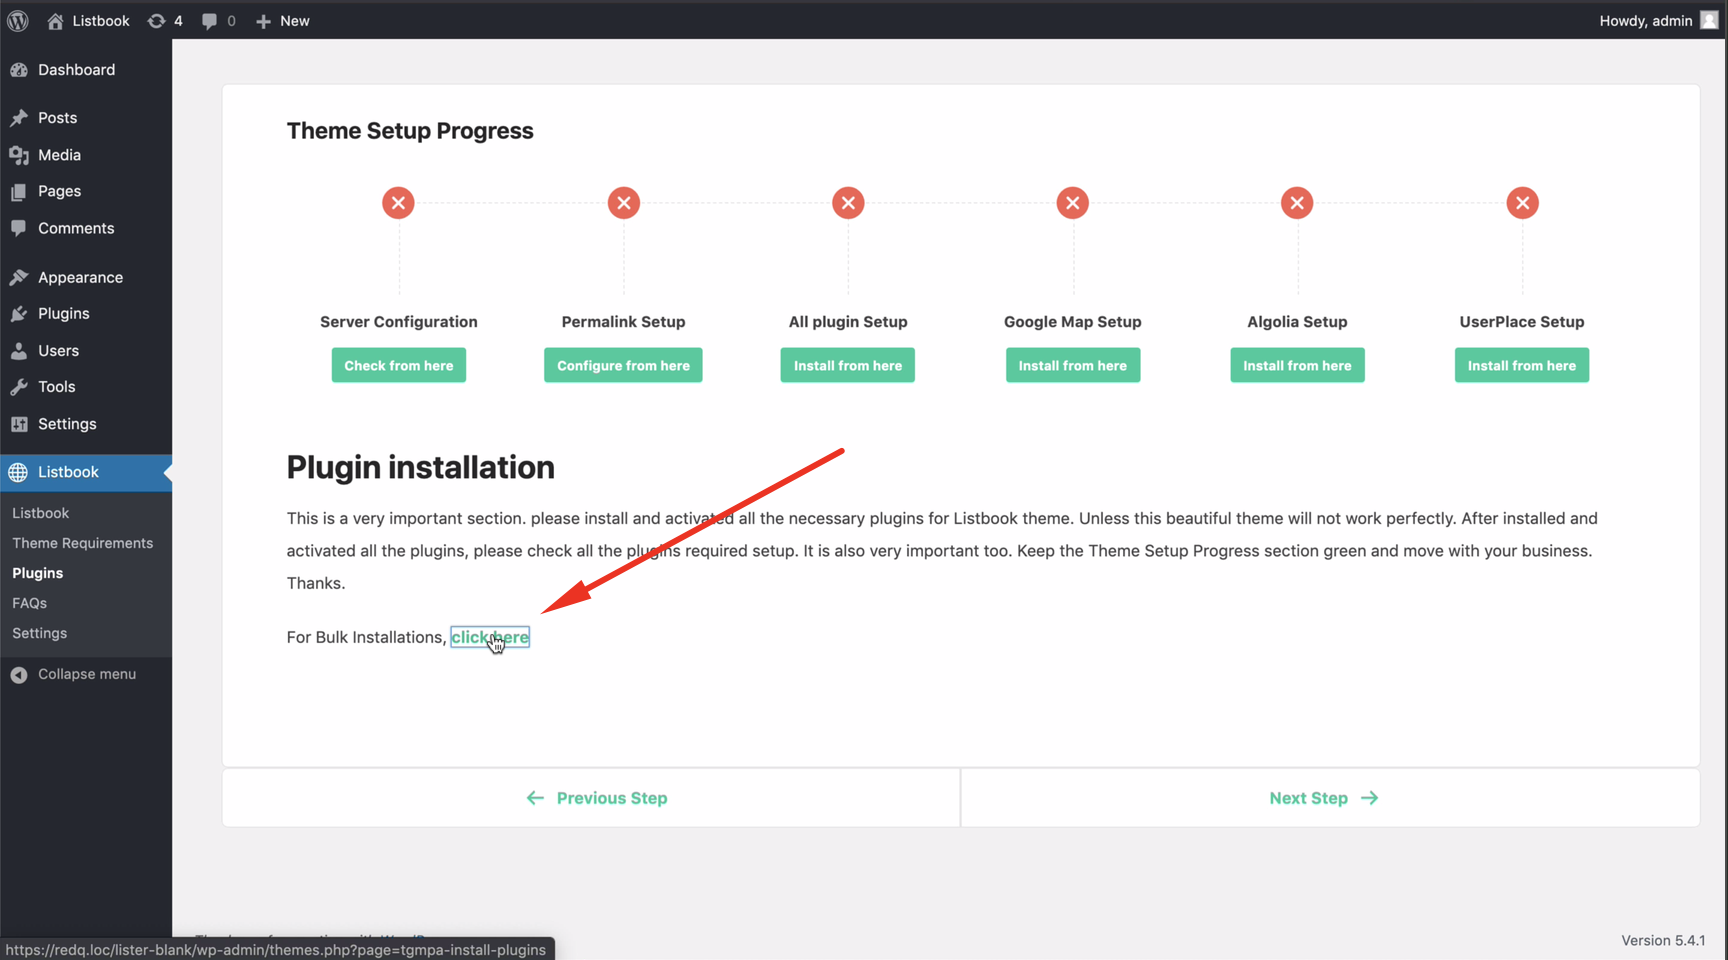 Listbook
4
0
New
Howdy, admin
Dashboard
Posts
Media
Pages
Comments
Appearance
Plugins
Users
Tools
Settings
Listbook
Listbook
Theme Requirements
Plugins
FAQs
Settings
Collapse menu
Theme Setup Progress
Server Configuration
Check from here
Permalink Setup
Configure from here
All plugin Setup
Install from here
Google Map Setup
Install from here
Algolia Setup
Install from here
UserPlace Setup
Install from here
Plugin installation
This is a very important section. please install and activated all the necessary plugins for Listbook theme. Unless this beautiful theme will not work perfectly. After installed and
activated all the plugins, please check all the plugins required setup. It is also very important too. Keep the Theme Setup Progress section green and move with your business.
Thanks.
For Bulk Installations, click here
Previous Step
Next Step
https://redq.loc/lister-blank/wp-admin/themes.php?page=tgmpa-install-plugins
Version 5.4.1